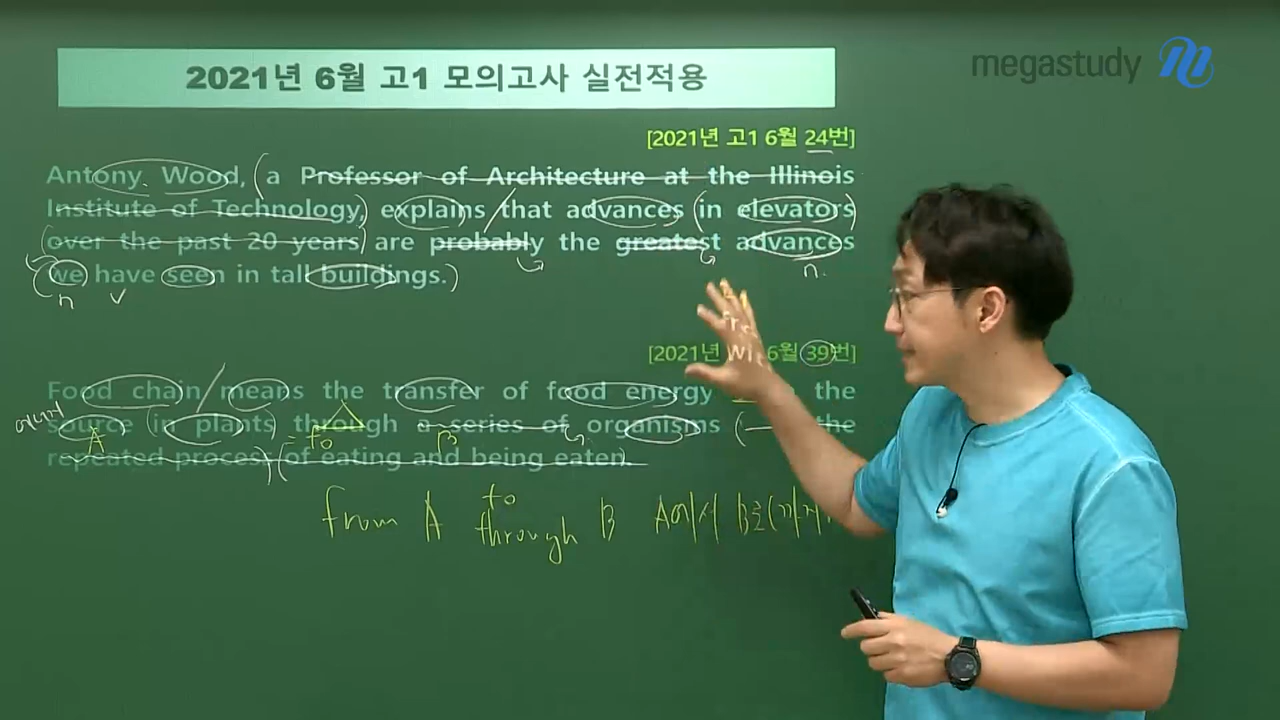 megastudy
2021년 6월 고1 모의고사 실전적용
[2021년 고1 6월 24번]
Antony Wood, a Professor of Architecture at the Illinois
Institute of Technology, explains that advances in elevators
over the past 20 years are probably the greatest advances
n.
we have seen in tall buildings.
n
[2021년 6월 39번]
Food chain means the transfer of food energy the
source in plants through a series of organisms the
A to B
repeated process of eating and being eaten.
from A to through B A에서 B로(까지